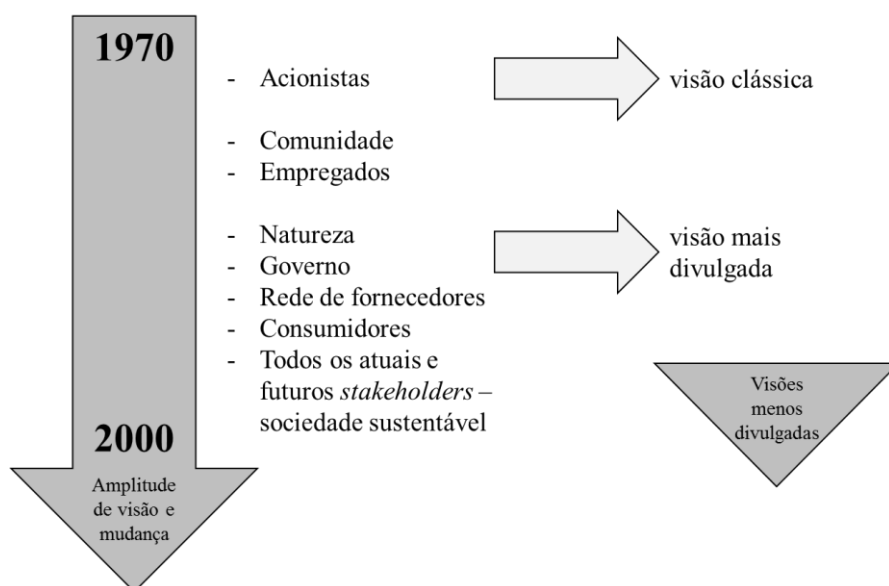 1970
- Acionistas
visão clássica
- Comunidade
- Empregados
- Natureza
- Governo
- Rede de fornecedores
- Consumidores
- Todos os atuais e
futuros stakeholders –
sociedade sustentável
visão mais
divulgada
Visões
menos
divulgadas
2000
Amplitude
de visão e
mudança